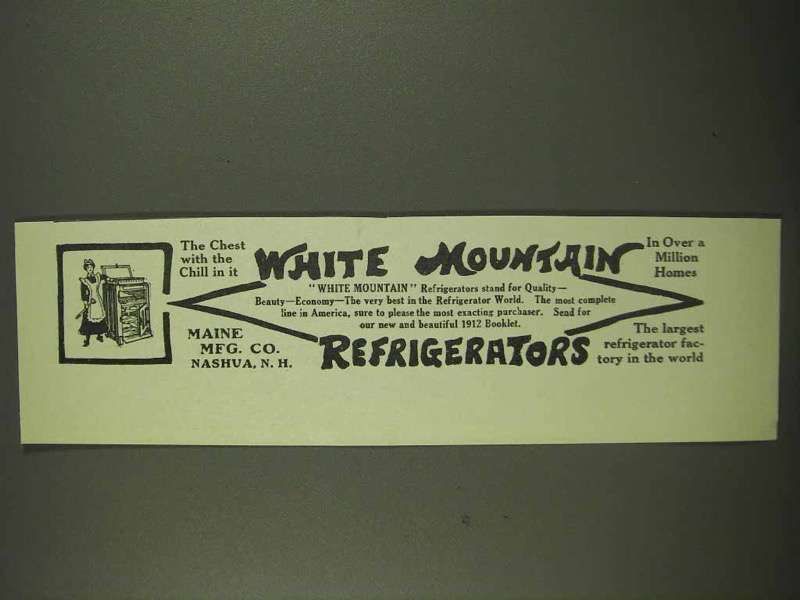 The Chest
with the
Chill in it
WHITE MOUNTAIN
In Over a
Million
Homes
"WHITE MOUNTAIN" Refrigerators stand for Quality—
Beauty—Economy—The very best in the Refrigerator World. The most complete
line in America, sure to please the most exacting purchaser. Send for
our new and beautiful 1912 Booklet.
MAINE
MFG. CO.
NASHUA, N. H.
REFRIGERATORS
The largest
refrigerator fac-
tory in the world